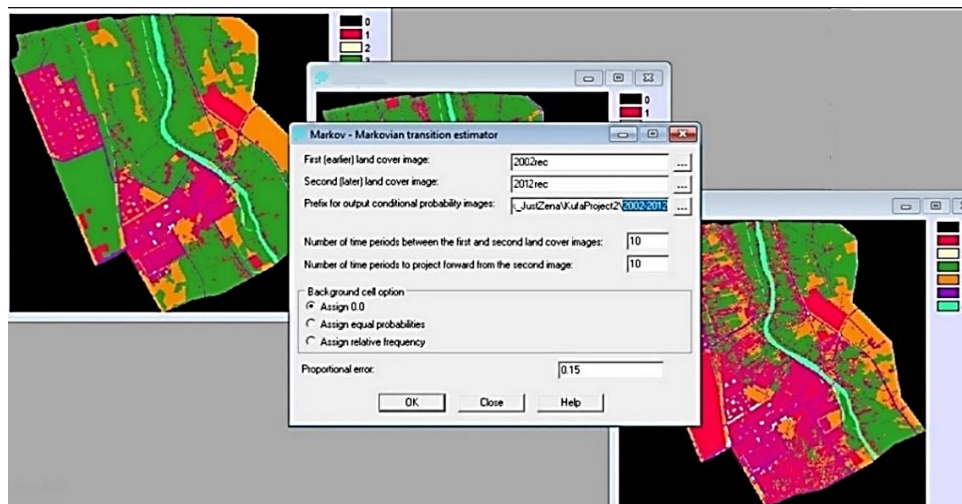 0
1
2
3
0
1
Markov - Markovian transition estimator
First (earlier) land cover image:
2002rec
...
Second (later) land cover image:
2012rec
...
Prefix for output conditional probability images:
_JustZena\KufaProject2\2002-2012
...
Number of time periods between the first and second land cover images:
10
Number of time periods to project forward from the second image:
10
Background cell option
Assign 0.0
Assign equal probabilities
Assign relative frequency
Proportional error:
0.15
OK
Close
Help